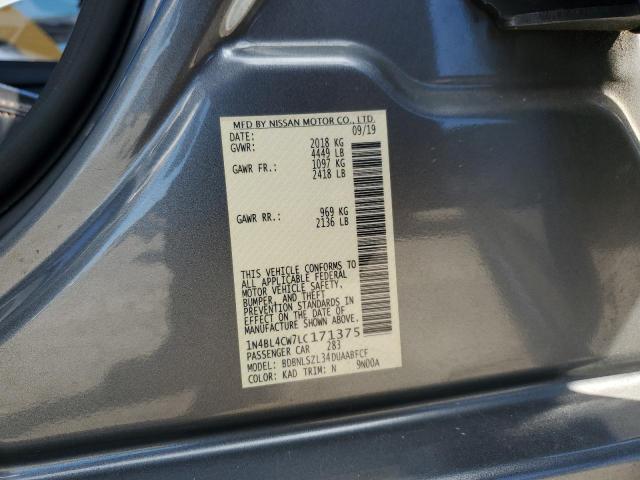 MFD BY NISSAN MOTOR CO., LTD.
DATE: 09/19
GVWR: 2018 KG
4449 LB
GAWR FR.: 1097 KG
2418 LB
GAWR RR.: 969 KG
2136 LB
THIS VEHICLE CONFORMS TO
ALL APPLICABLE FEDERAL
MOTOR VEHICLE SAFETY,
BUMPER, AND THEFT
PREVENTION STANDARDS IN
EFFECT ON THE DATE OF
MANUFACTURE SHOWN ABOVE.
1N4BL4CW7LC171375
PASSENGER CAR 283
MODEL: BDBNLSZL34DUAABFCF
COLOR: KAD TRIM: N 9N00A